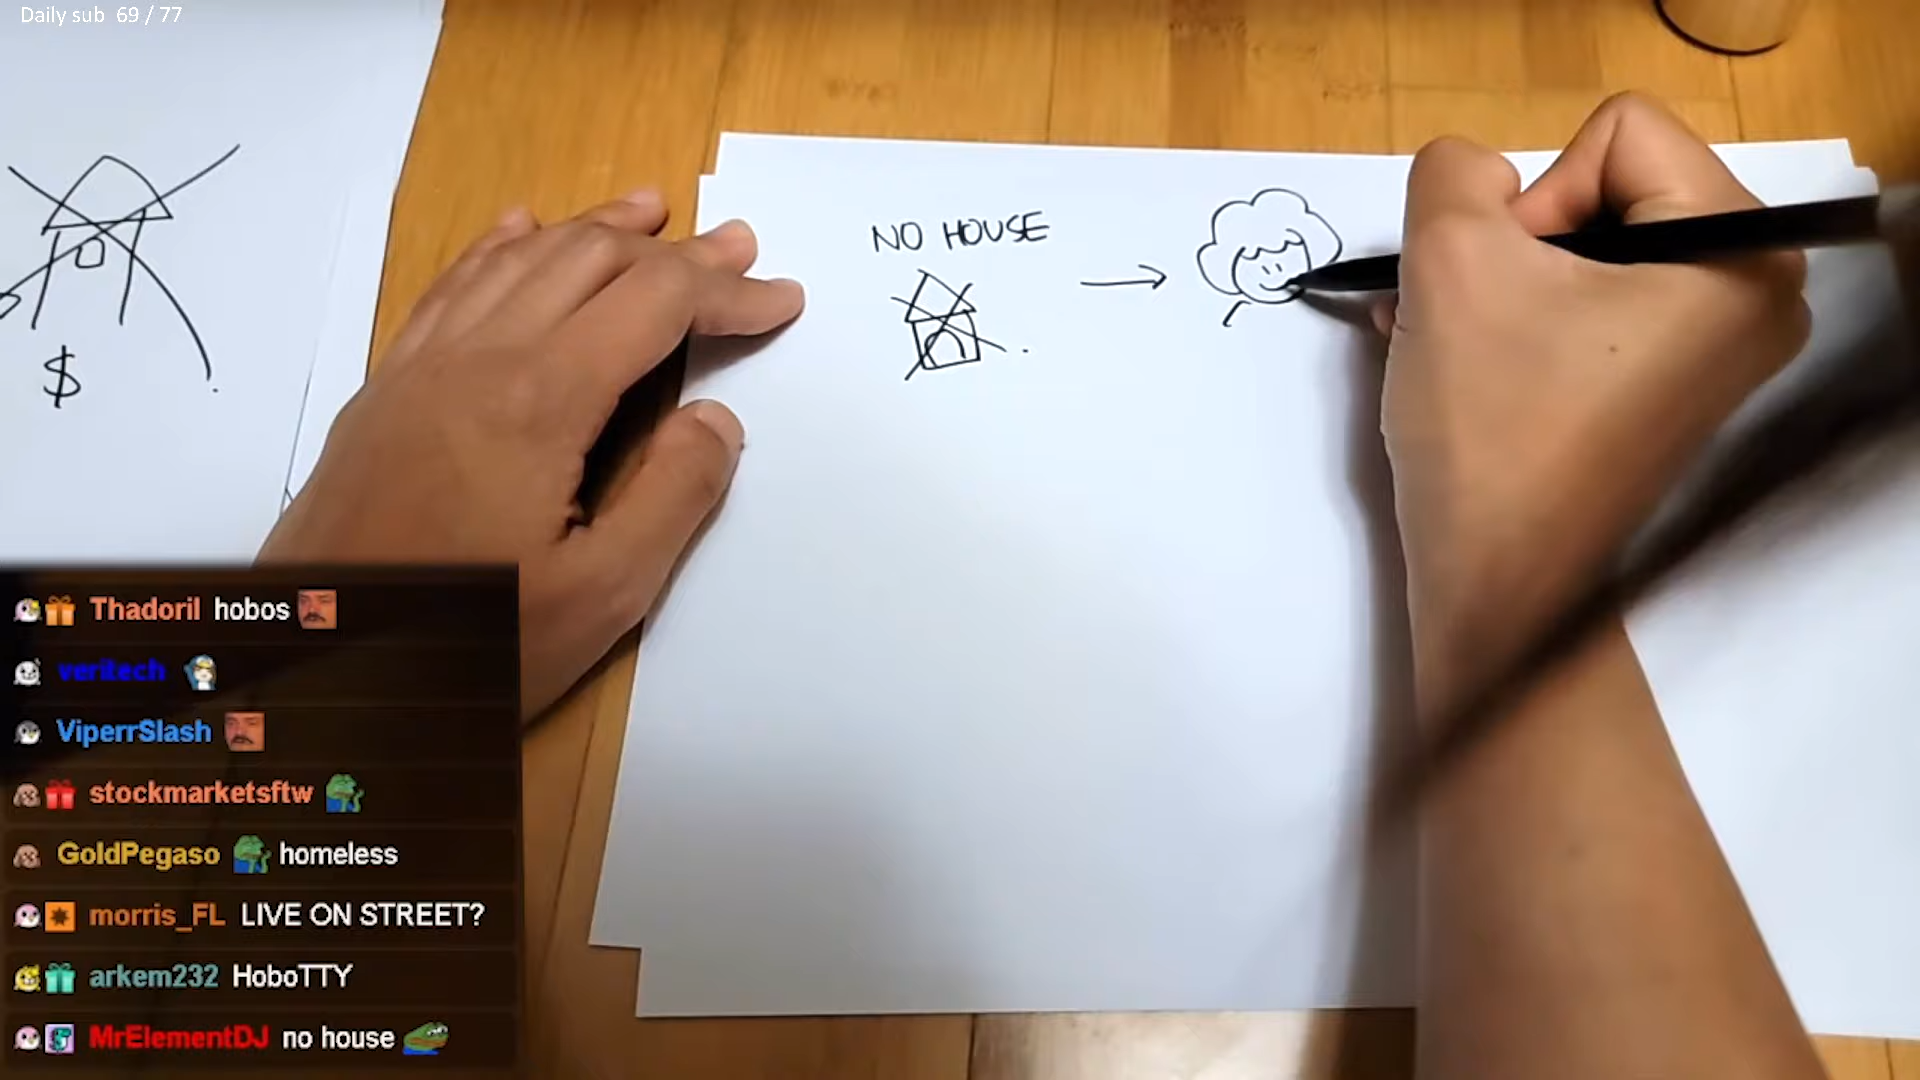 Daily sub 69 / 77
NO HOUSE
$
Thadoril hobos
veritech
ViperrSlash
stockmarketsftw
GoldPegaso homeless
morris_FL LIVE ON STREET?
arkem232 HoboTTY
MrElementDJ no house